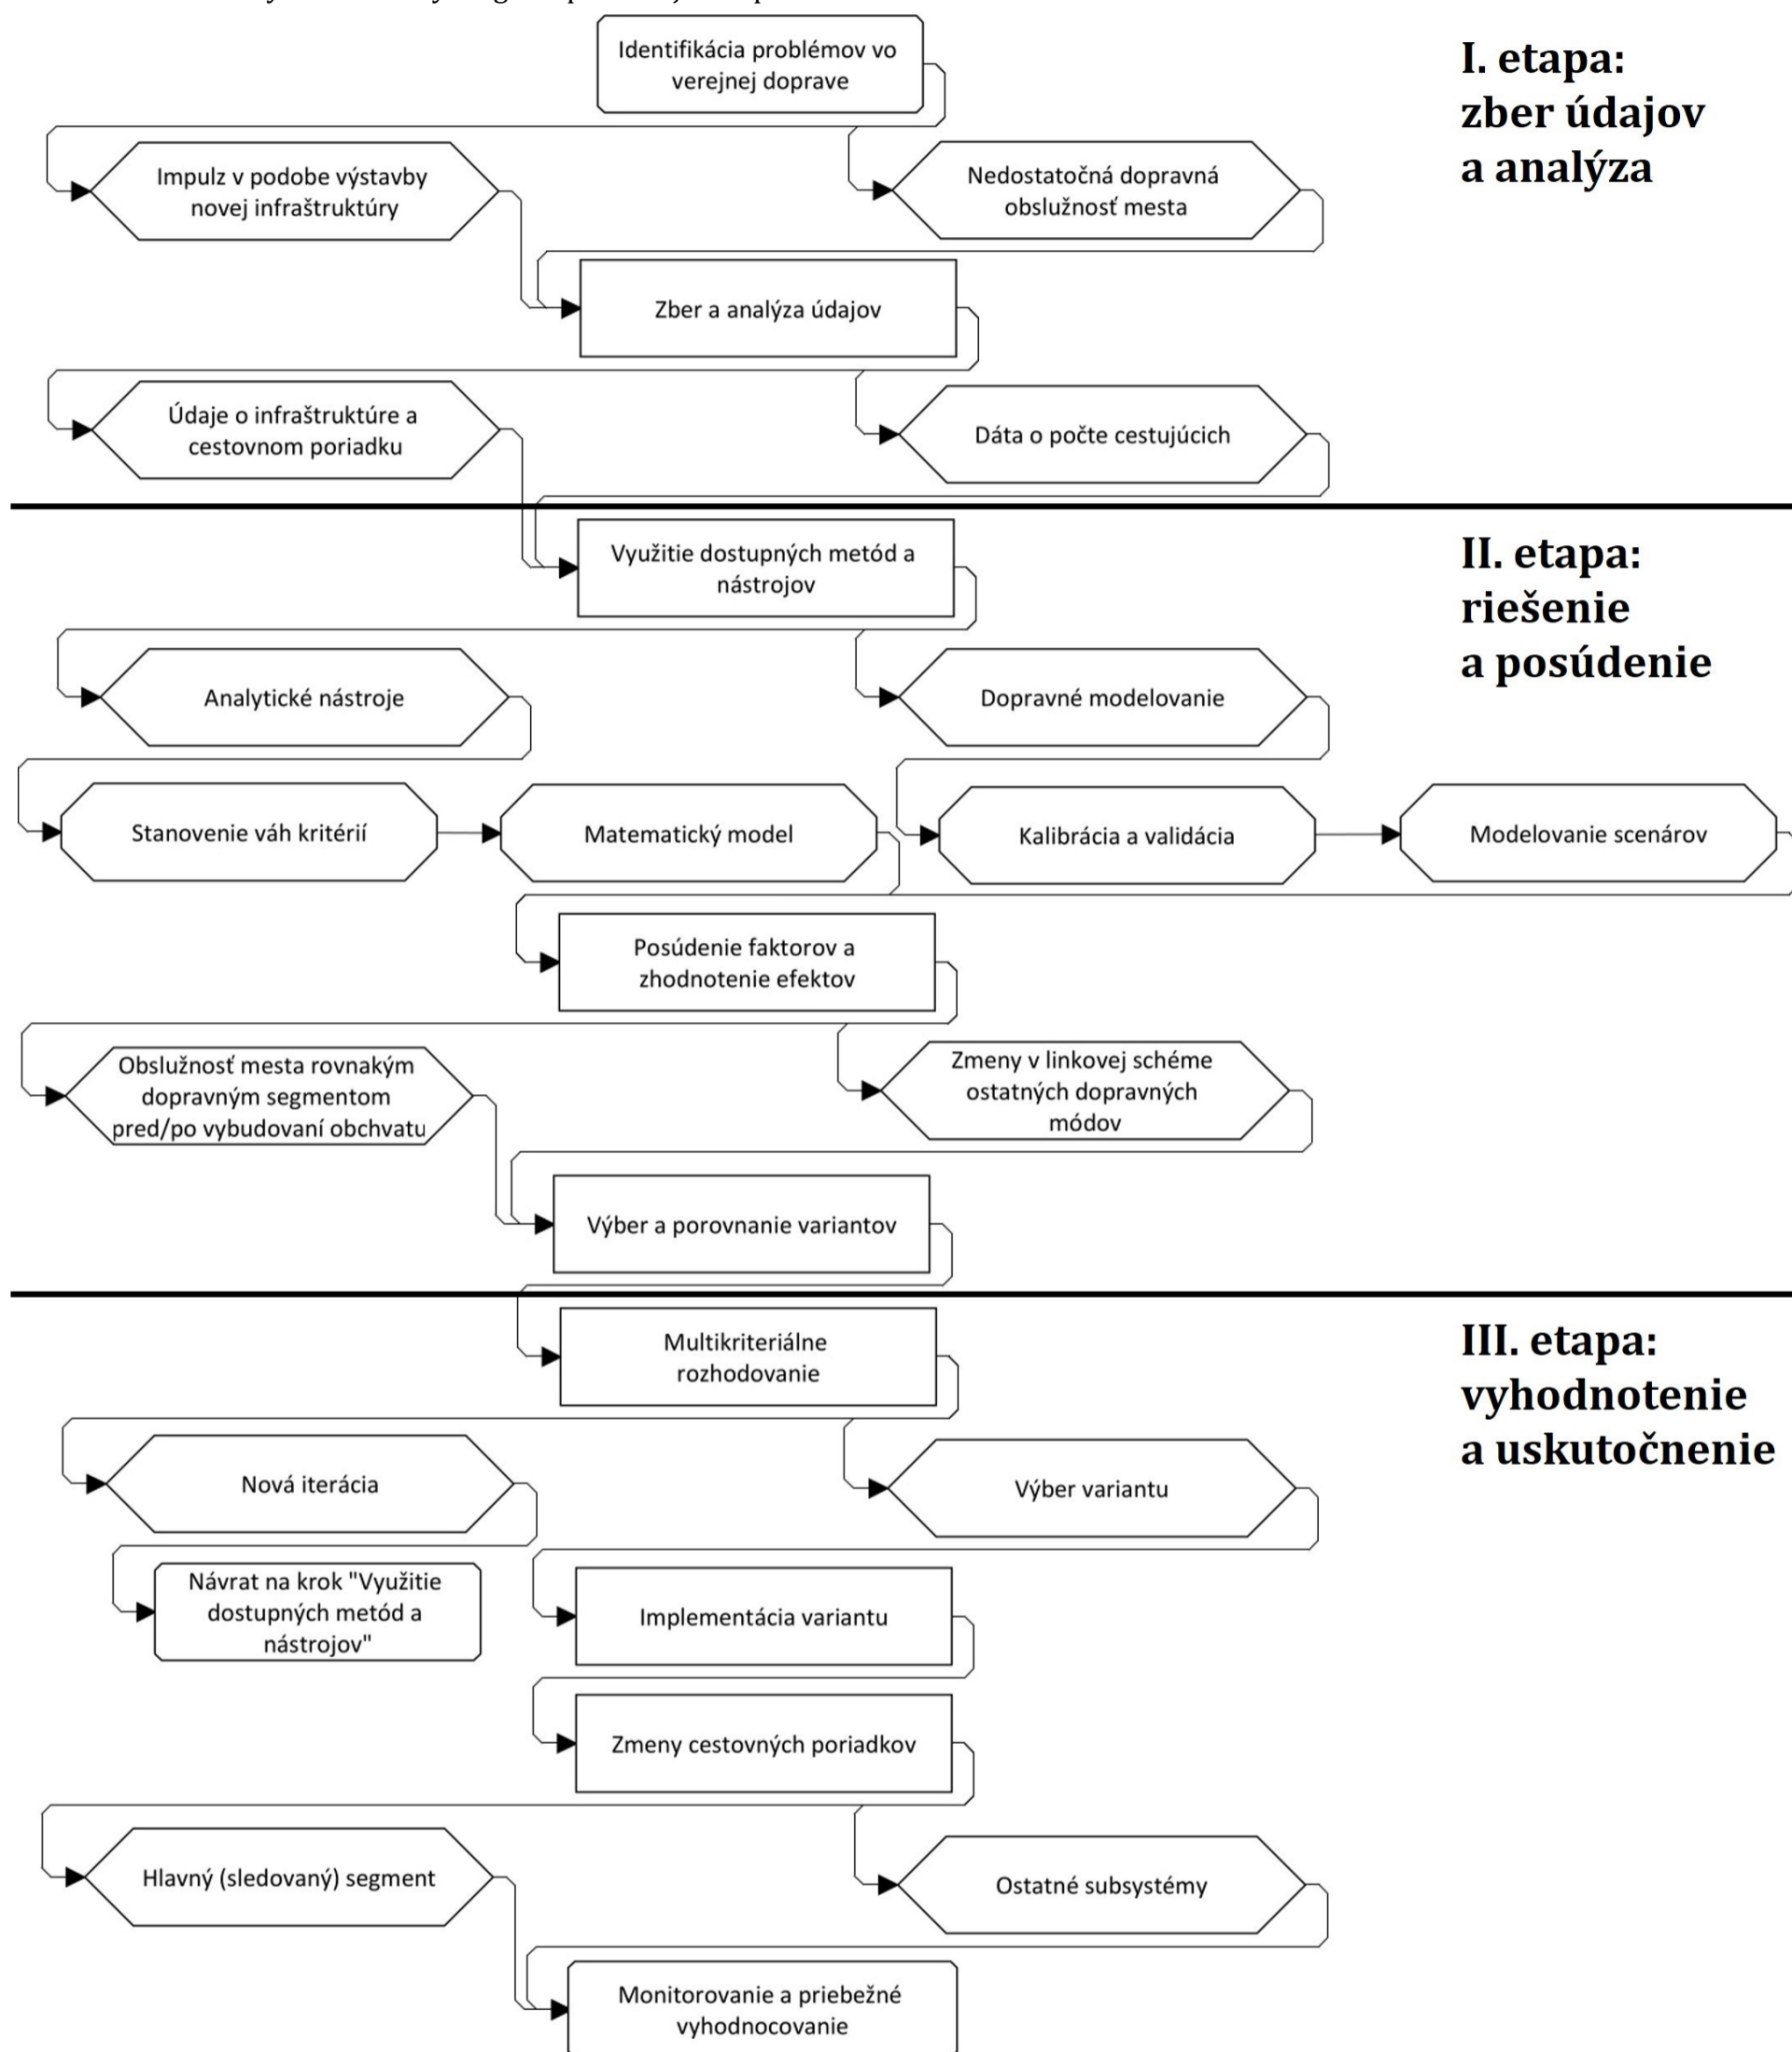 Identifikácia problémov vo
verejnej doprave
I. etapa:
zber údajov
a analýza
Impulz v podobe výstavby
novej infraštruktúry
Nedostatočná dopravná
obslužnosť mesta
Zber a analýza údajov
Údaje o infraštruktúre a
cestovnom poriadku
Dáta o počte cestujúcich
Využitie dostupných metód a
nástrojov
II. etapa:
riešenie
a posúdenie
Analytické nástroje
Dopravné modelovanie
Stanovenie váh kritérií
Matematický model
Kalibrácia a validácia
Modelovanie scenárov
Posúdenie faktorov a
zhodnotenie efektov
Obslužnosť mesta rovnakým
dopravným segmentom
pred/po vybudovaní obchvatu
Zmeny v linkovej schéme
ostatných dopravných
módov
Výber a porovnanie variantov
Multikriteriálne
rozhodovanie
III. etapa:
vyhodnotenie
a uskutočnenie
Nová iterácia
Výber variantu
Návrat na krok "Využitie
dostupných metód a
nástrojov"
Implementácia variantu
Zmeny cestovných poriadkov
Hlavný (sledovaný) segment
Ostatné subsystémy
Monitorovanie a priebežné
vyhodnocovanie